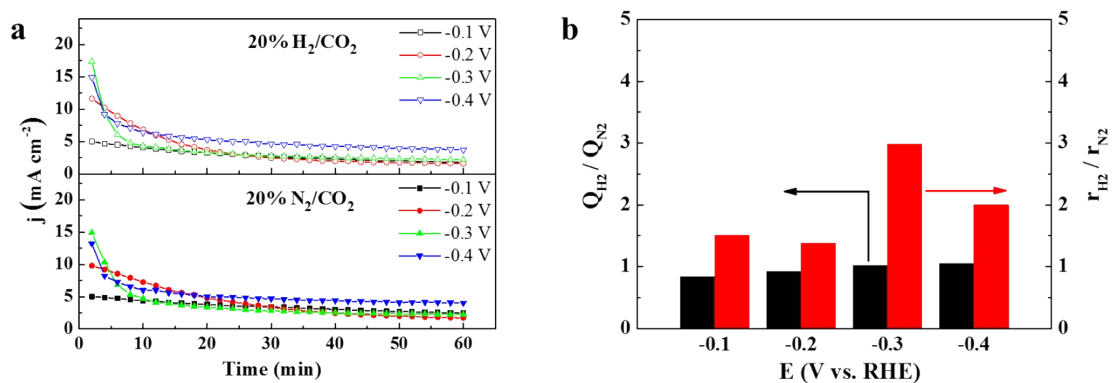 a
20% H2/CO2
-0.1 V
-0.2 V
-0.3 V
-0.4 V
20
15
10
5
0
20% N2/CO2
-0.1 V
-0.2 V
-0.3 V
-0.4 V
20
15
10
5
0
j (mA cm-2)
0 10 20 30 40 50 60
Time (min)
b
5
4
3
2
1
0
QH2 / QN2
5
4
3
2
1
0
rH2 / rN2
-0.1 -0.2 -0.3 -0.4
E (V vs. RHE)